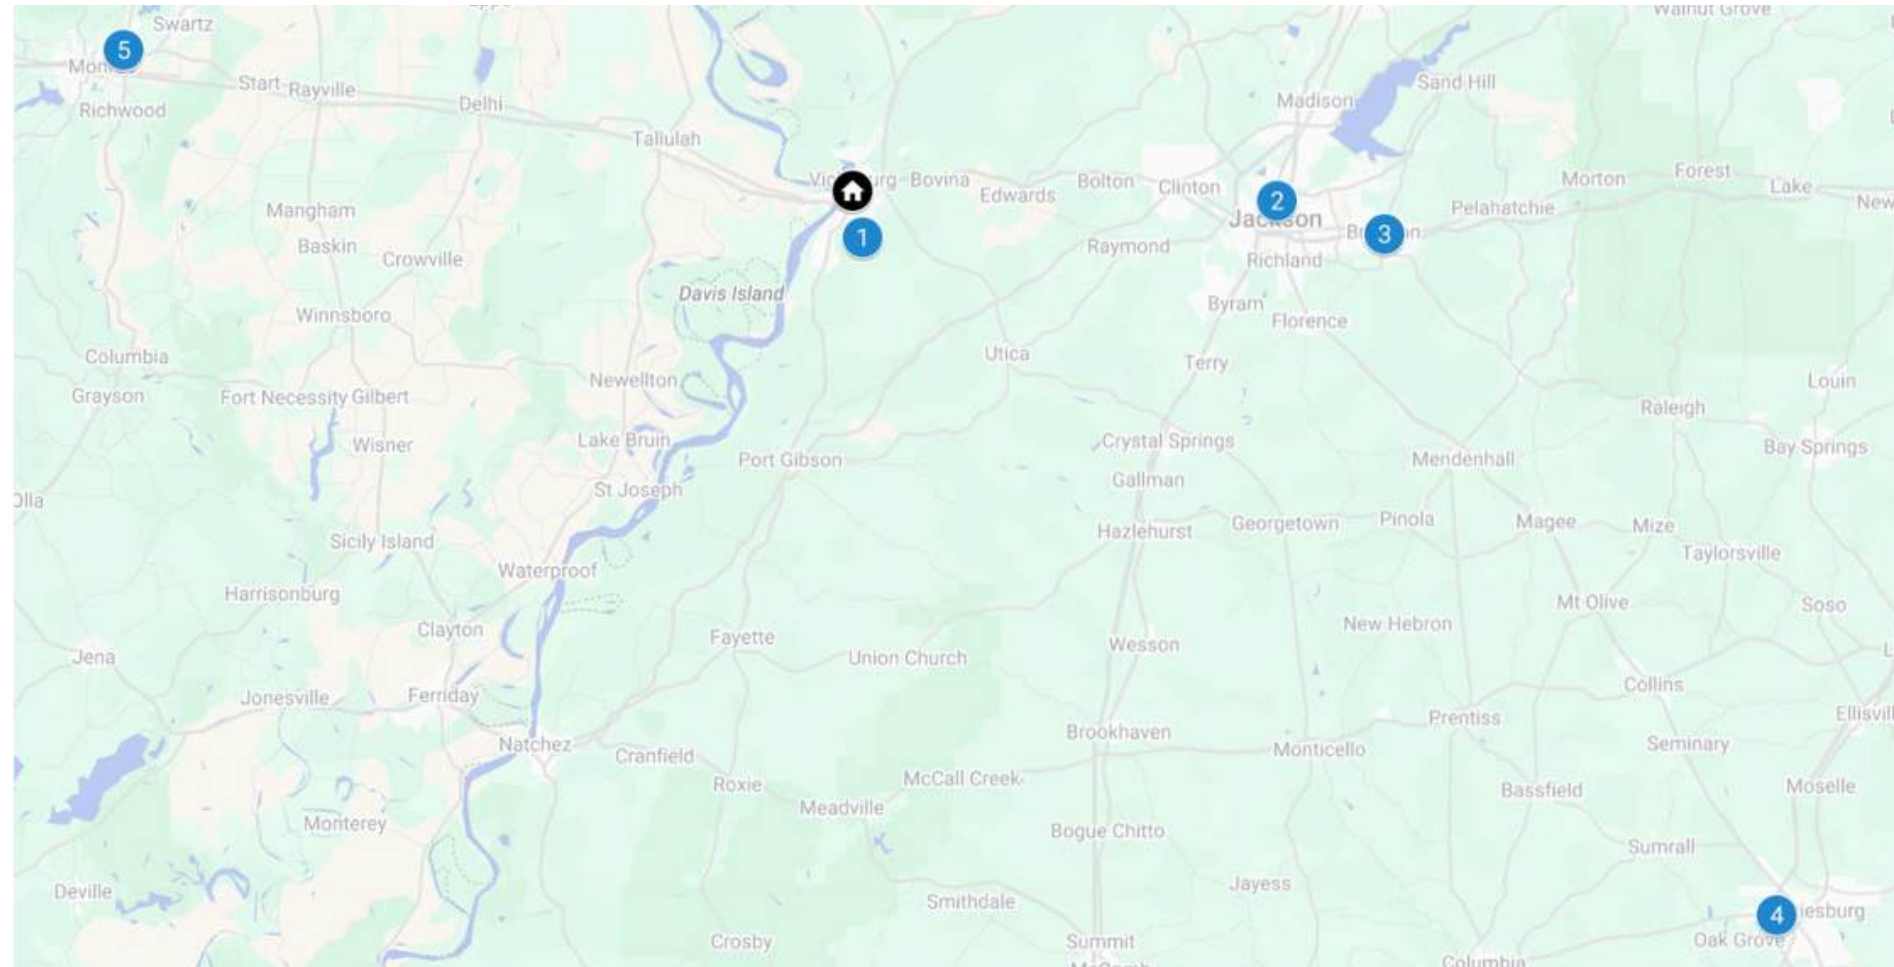 Walnut Grove
Swartz
5
Start
Rayville
Delhi
Richwood
Sand Hill
Madison
Tallulah
Bovina
Edwards
Bolton
Clinton
Morton
Forest
Lake
2
Jackson
Pelahatchie
1
3
Mangham
Baskin
Crowville
Raymond
Richland
Davis Island
Byram
Florence
Winnsboro
Columbia
Utica
Terry
Newellton
Louin
Grayson
Fort Necessity
Gilbert
Raleigh
Wisner
Lake Bruin
Crystal Springs
Bay Springs
Port Gibson
Mendenhall
Gallman
St Joseph
Hazlehurst
Georgetown
Pinola
Magee
Mize
Sicily Island
Taylorsville
Waterproof
Harrisonburg
Mt Olive
Soso
Clayton
New Hebron
Fayette
Wesson
Jena
Union Church
Collins
Jonesville
Ferriday
Prentiss
Brookhaven
Natchez
Cranfield
Monticello
Seminary
Roxie
McCall Creek
Bassfield
Moselle
Meadville
Monterey
Bogue Chitto
Sumrall
Deville
Jayess
Smithdale
4
iesburg
Crosby
Summit
Oak Grove
Columbia